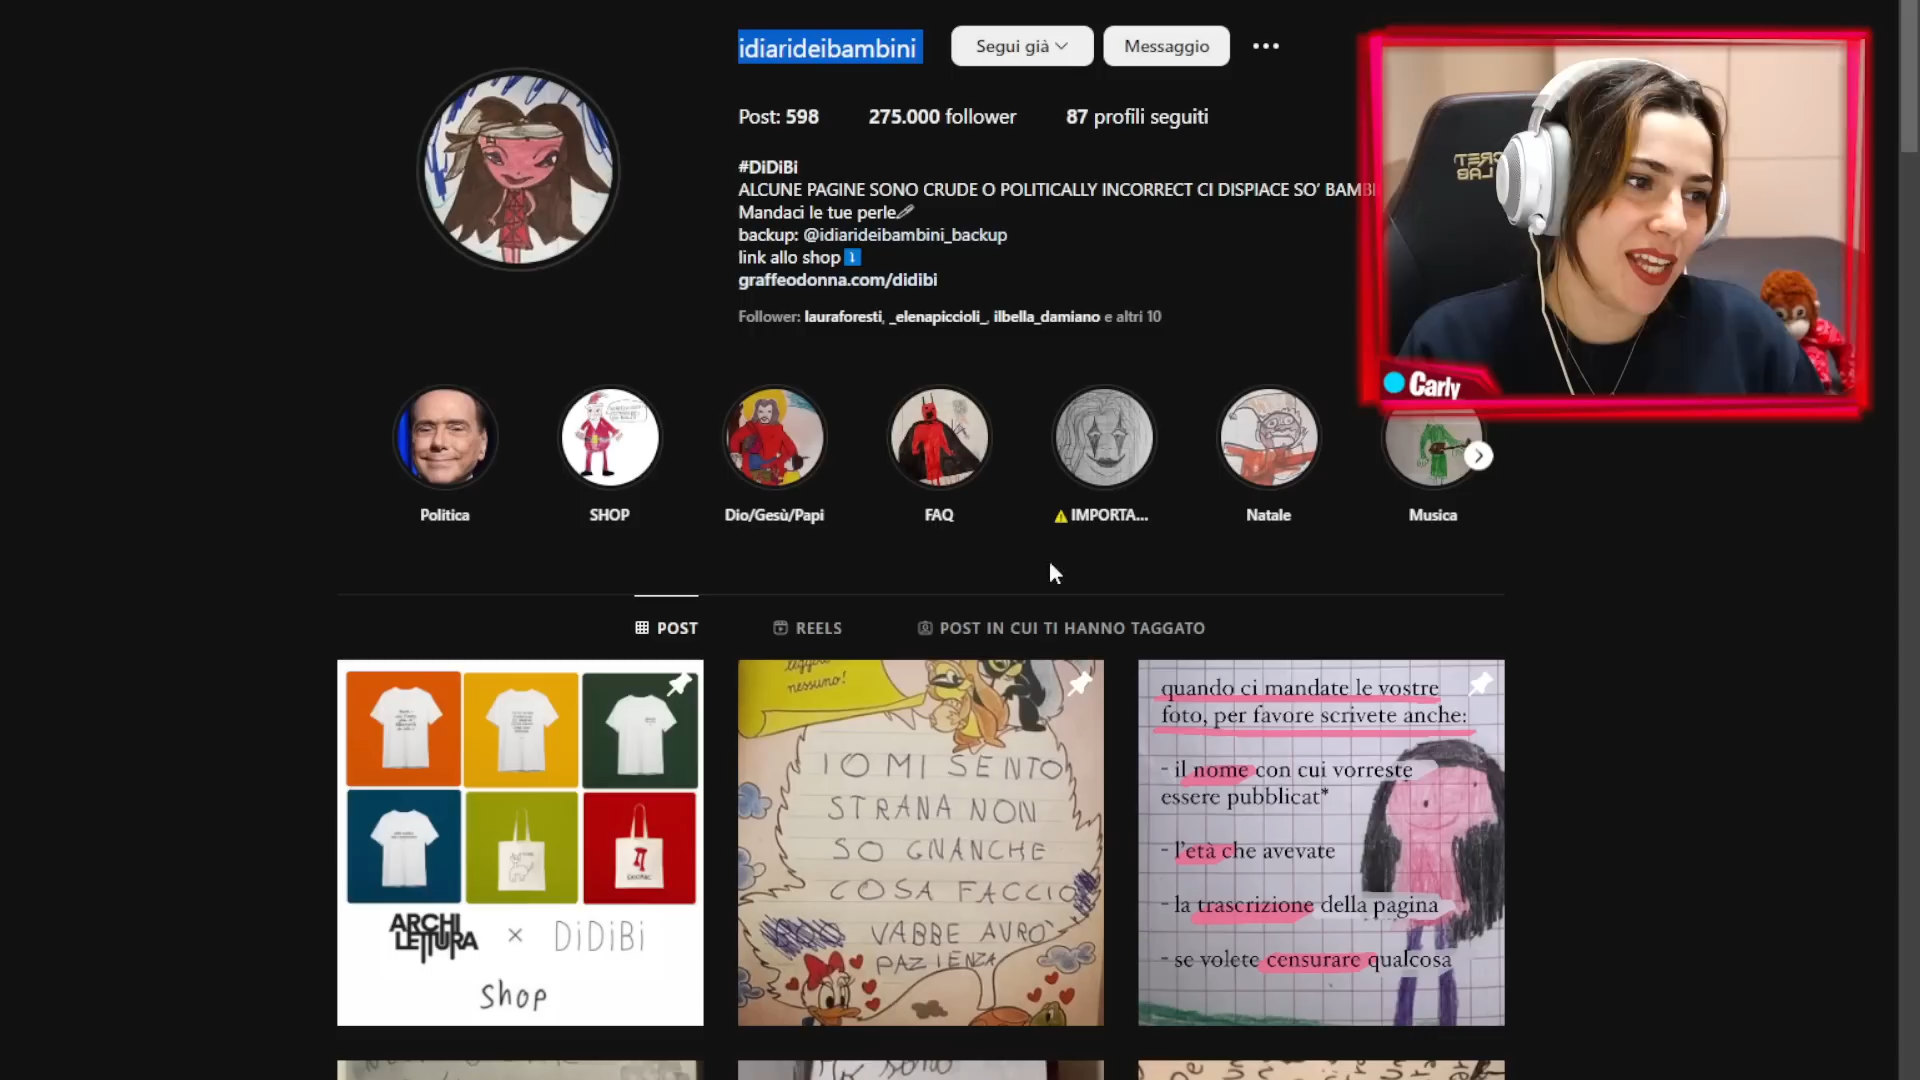 idiarideibambini
Segui già
Messaggio
Post: 598
275.000 follower
87 profili seguiti
#DiDiBi
ALCUNE PAGINE SONO CRUDE O POLITICALLY INCORRECT CI DISPIACE SO' BAMBI
Mandaci le tue perle
backup: @idiarideibambini_backup
link allo shop
graffeodonna.com/didibi
Follower: lauraforesti, _elenapiccioli_, ilbella_damiano e altri 10
SECRET
LAB
Carly
Politica
SHOP
Dio/Gesù/Papi
FAQ
IMPORTA...
Natale
Musica
POST
REELS
POST IN CUI TI HANNO TAGGATO
ARCHI
LETTURA
x
DiDiBi
Shop
leggere
nessuno!
IO MI SENTO
STRANA NON
SO GNANCHE
COSA FACCIO
VABBE AVRO'
PAZIENZA
quando ci mandate le vostre
foto, per favore scrivete anche:
- il nome con cui vorreste
essere pubblicat*
- l'età che avevate
- la trascrizione della pagina
- se volete censurare qualcosa
sono